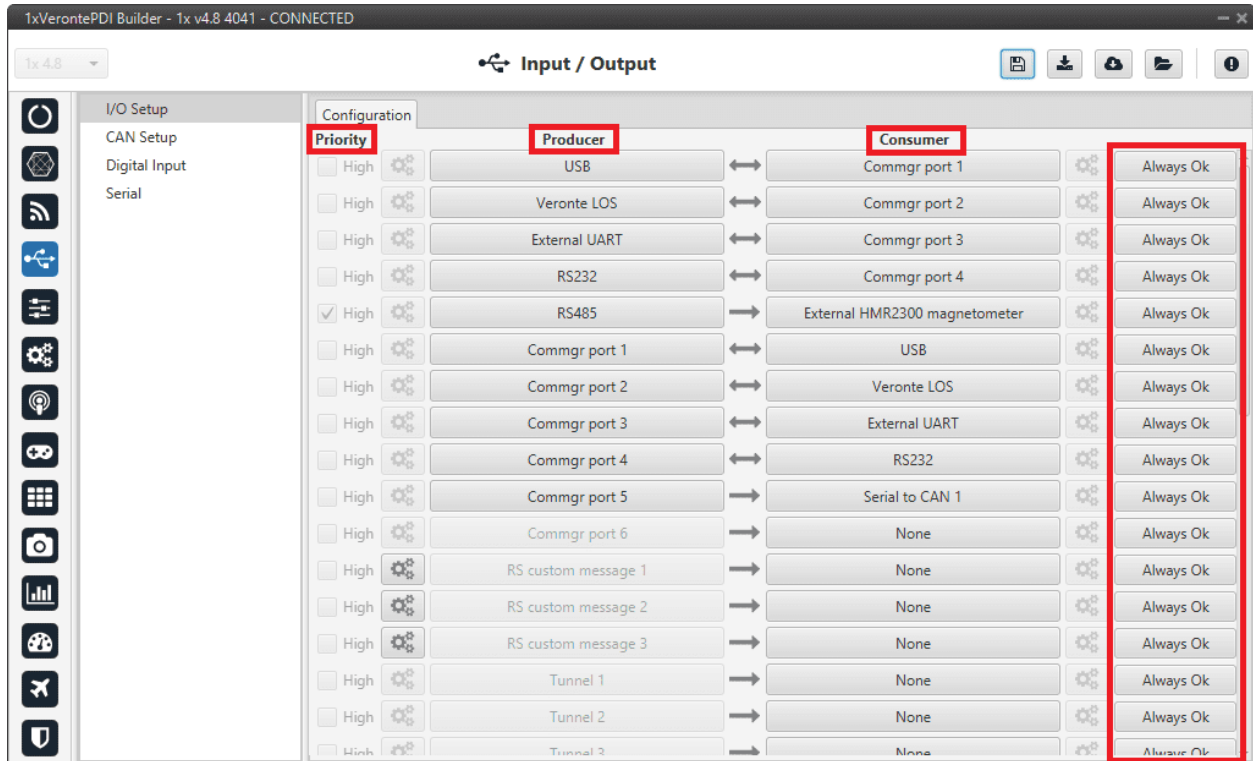 1xVerontePDI Builder - 1x v4.8 4041 - CONNECTED
1x 4.8
Input / Output
I/O Setup
CAN Setup
Digital Input
Serial
Configuration
Priority Producer Consumer
High USB Commgr port 1 Always Ok
High Veronte LOS Commgr port 2 Always Ok
High External UART Commgr port 3 Always Ok
High RS232 Commgr port 4 Always Ok
High RS485 External HMR2300 magnetometer Always Ok
High Commgr port 1 USB Always Ok
High Commgr port 2 Veronte LOS Always Ok
High Commgr port 3 External UART Always Ok
High Commgr port 4 RS232 Always Ok
High Commgr port 5 Serial to CAN 1 Always Ok
High Commgr port 6 None Always Ok
High RS custom message 1 None Always Ok
High RS custom message 2 None Always Ok
High RS custom message 3 None Always Ok
High Tunnel 1 None Always Ok
High Tunnel 2 None Always Ok
High Tunnel 3 None Always Ok